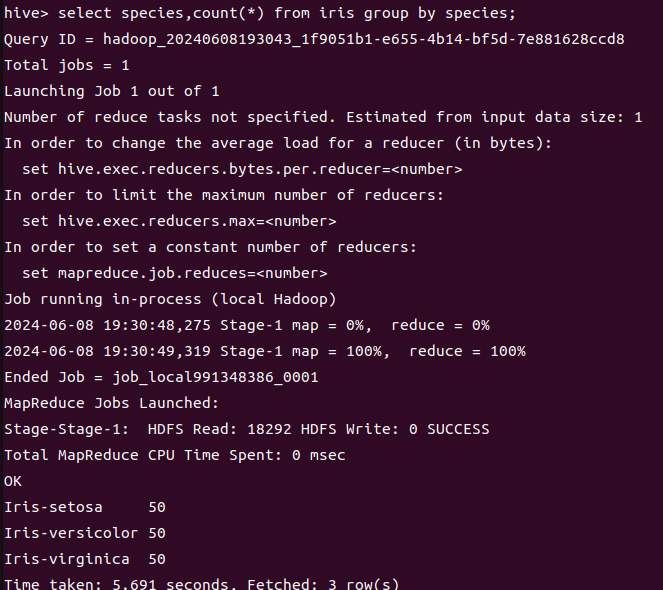 hive> select species,count(*) from iris group by species;
Query ID = hadoop_20240608193043_1f9051b1-e655-4b14-bf5d-7e881628ccd8
Total jobs = 1
Launching Job 1 out of 1
Number of reduce tasks not specified. Estimated from input data size: 1
In order to change the average load for a reducer (in bytes):
  set hive.exec.reducers.bytes.per.reducer=<number>
In order to limit the maximum number of reducers:
  set hive.exec.reducers.max=<number>
In order to set a constant number of reducers:
  set mapreduce.job.reduces=<number>
Job running in-process (local Hadoop)
2024-06-08 19:30:48,275 Stage-1 map = 0%,  reduce = 0%
2024-06-08 19:30:49,319 Stage-1 map = 100%,  reduce = 100%
Ended Job = job_local991348386_0001
MapReduce Jobs Launched:
Stage-Stage-1:  HDFS Read: 18292 HDFS Write: 0 SUCCESS
Total MapReduce CPU Time Spent: 0 msec
OK
Iris-setosa     50
Iris-versicolor 50
Iris-virginica  50
Time taken: 5.691 seconds, Fetched: 3 row(s)